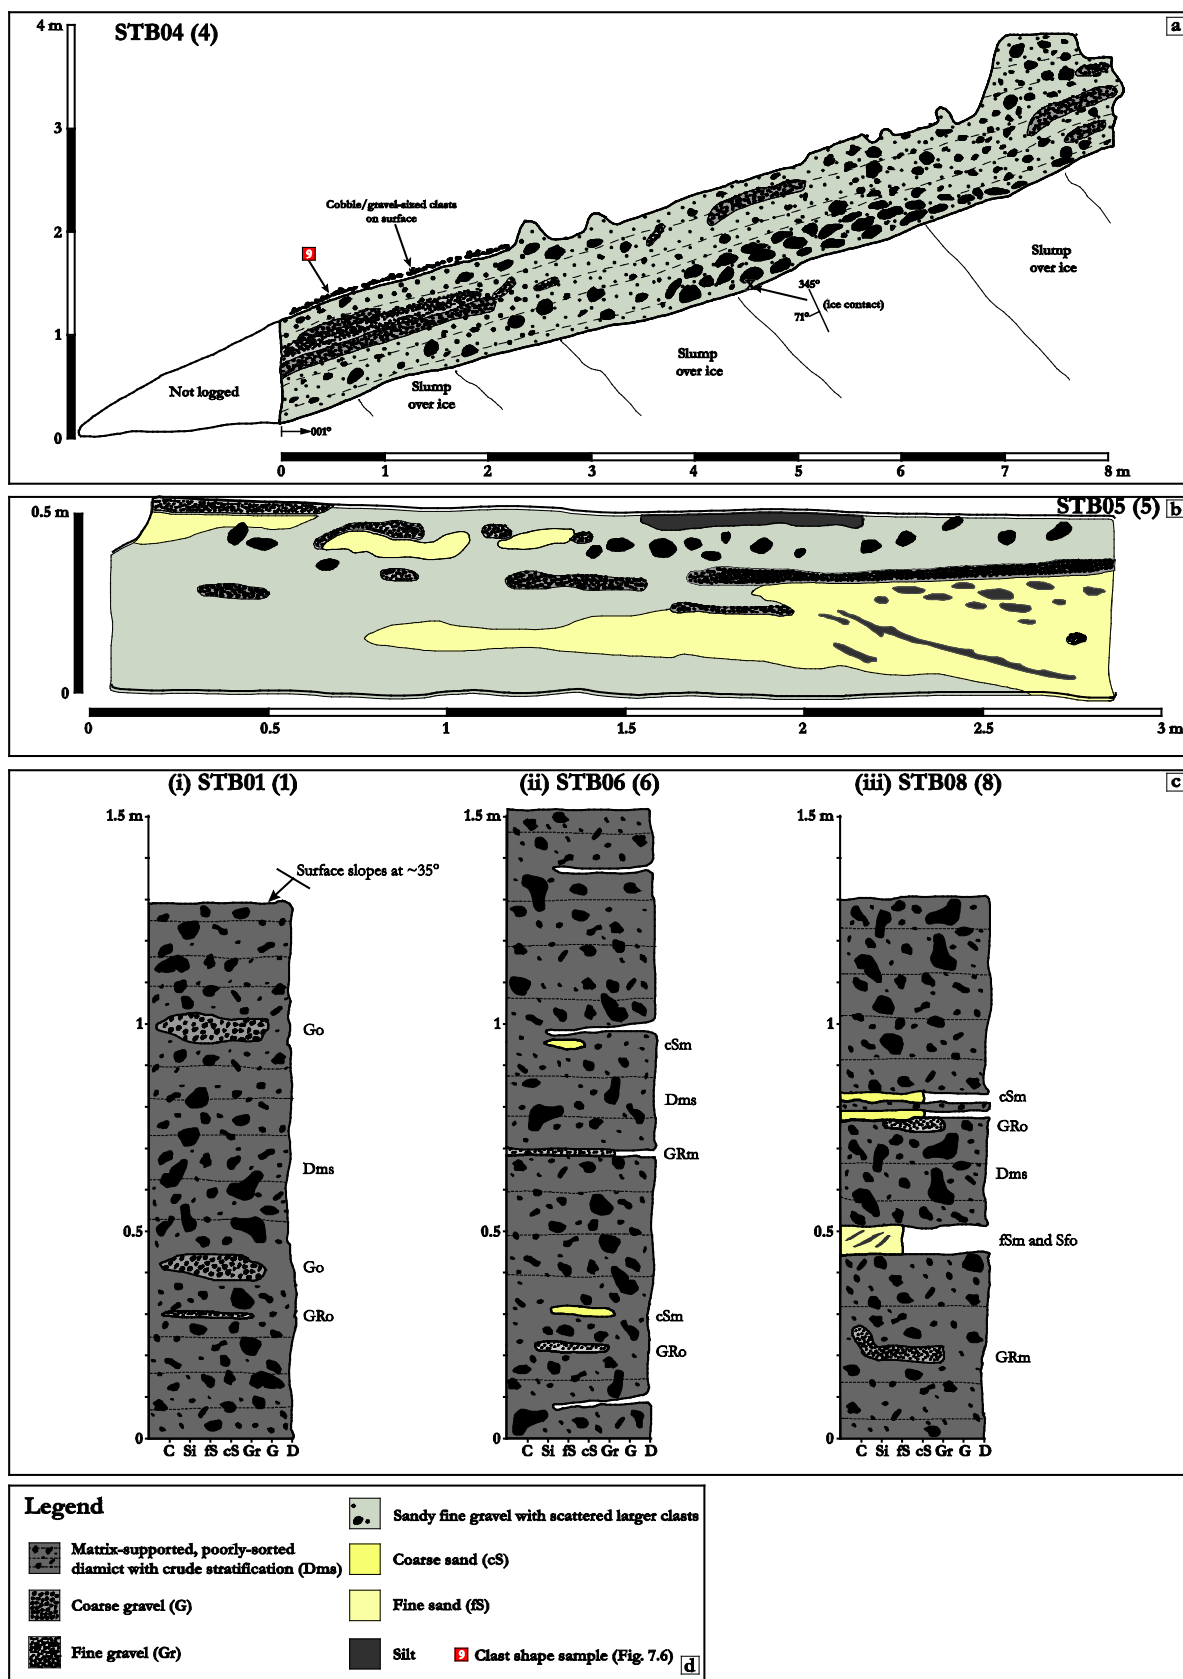 STB04 (4)
a
4 m
3
2
1
0
Cobble/gravel-sized clasts
on surface
9
Not logged
001°
Slump
over ice
Slump
over ice
Slump
over ice
345°
(ice contact)
71°
0 1 2 3 4 5 6 7 8 m
STB05 (5)
b
0.5 m
0
0 0.5 1 1.5 2 2.5 3 m
c
(i) STB01 (1)
1.5 m
1
0.5
0
Surface slopes at ~35°
Go
Dms
Go
GRo
C Si fS cS Gr G D
(ii) STB06 (6)
1.5 m
1
0.5
0
cSm
Dms
GRm
cSm
GRo
C Si fS cS Gr G D
(iii) STB08 (8)
1.5 m
1
0.5
0
cSm
GRo
Dms
fSm and Sfo
GRm
C Si fS cS Gr G D
Legend
Matrix-supported, poorly-sorted
diamict with crude stratification (Dms)
Coarse gravel (G)
Fine gravel (Gr)
Sandy fine gravel with scattered larger clasts
Coarse sand (cS)
Fine sand (fS)
Silt
9 Clast shape sample (Fig. 7.6)
d